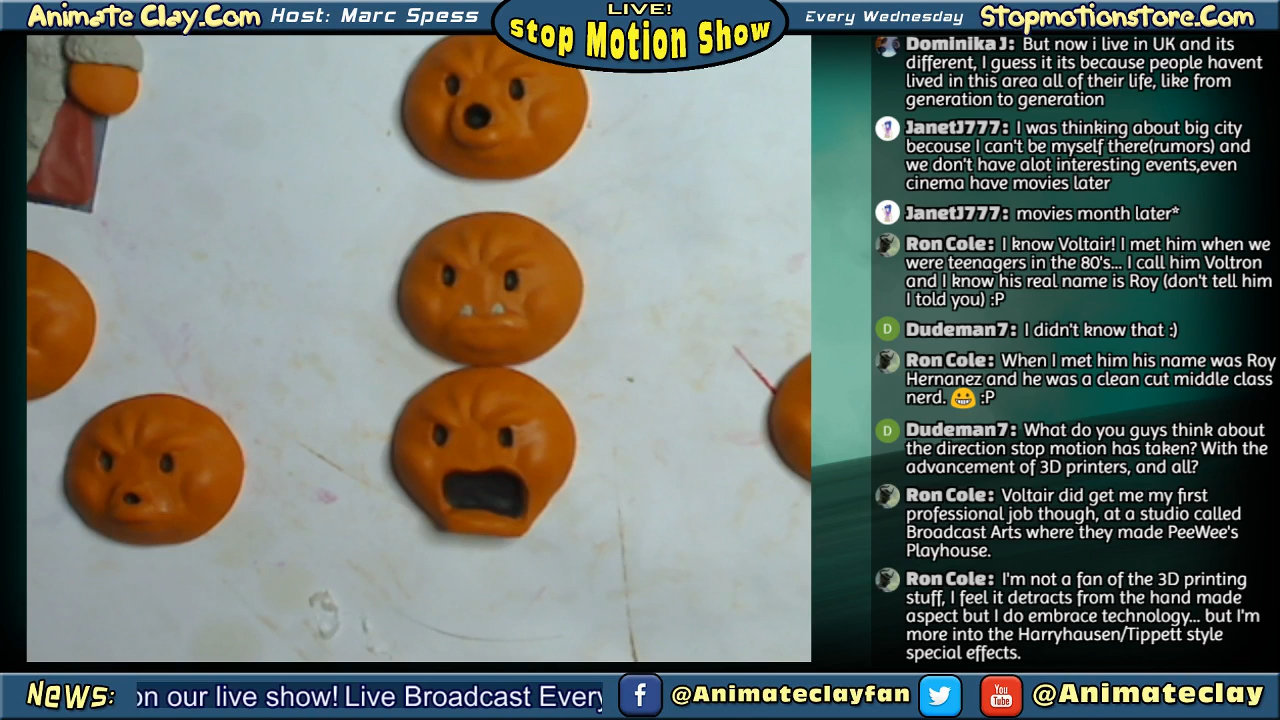 Animate Clay.Com Host: Marc Spess
LIVE!
Stop Motion Show
Every Wednesday Stopmotionstore.Com
Dominika J: But now i live in UK and its
different, I guess it its because people havent
lived in this area all of their life, like from
generation to generation
JanetJ777: I was thinking about big city
becouse I can't be myself there(rumors) and
we don't have alot interesting events,even
cinema have movies later
JanetJ777: movies month later*
Ron Cole: I know Voltair! I met him when we
were teenagers in the 80's... I call him Voltron
and I know his real name is Roy (don't tell him
I told you) :P
D Dudeman7: I didn't know that :)
Ron Cole: When I met him his name was Roy
Hernanez and he was a clean cut middle class
nerd. 😀 :P
D Dudeman7: What do you guys think about
the direction stop motion has taken? With the
advancement of 3D printers, and all?
Ron Cole: Voltair did get me my first
professional job though, at a studio called
Broadcast Arts where they made PeeWee's
Playhouse.
Ron Cole: I'm not a fan of the 3D printing
stuff, I feel it detracts from the hand made
aspect but I do embrace technology... but I'm
more into the Harryhausen/Tippett style
special effects.
News: on our live show! Live Broadcast Every f @Animateclayfan You Tube @Animateclay